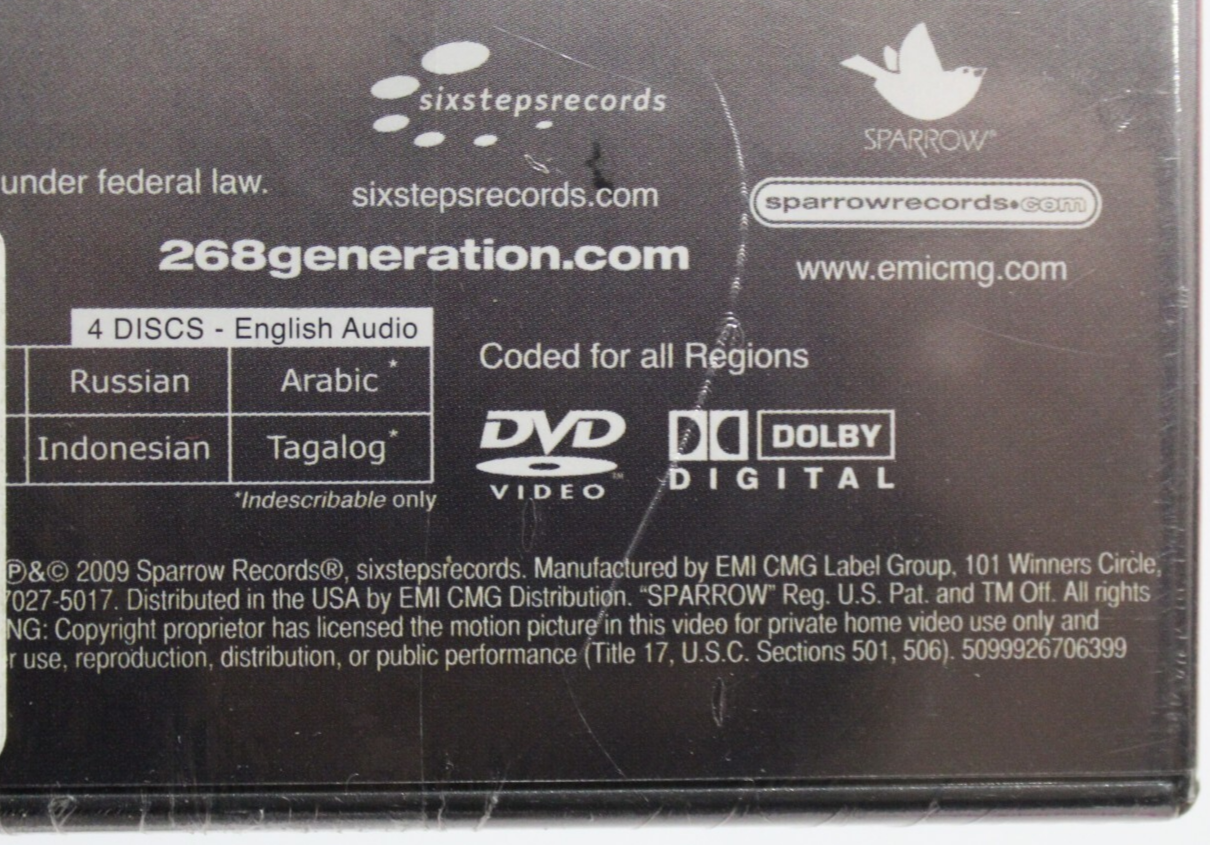 sixstepsrecords
SPARROW®
under federal law.
sixstepsrecords.com
sparrowrecords.com
268generation.com
www.emicmg.com
4 DISCS - English Audio
Russian Arabic*
Coded for all Regions
Indonesian Tagalog*
DVD
VIDEO™
DOLBY
DIGITAL
*Indescribable only
℗&© 2009 Sparrow Records®, sixstepsrecords. Manufactured by EMI CMG Label Group, 101 Winners Circle,
7027-5017. Distributed in the USA by EMI CMG Distribution. “SPARROW” Reg. U.S. Pat. and TM Off. All rights
NG: Copyright proprietor has licensed the motion picture in this video for private home video use only and
r use, reproduction, distribution, or public performance (Title 17, U.S.C. Sections 501, 506). 5099926706399